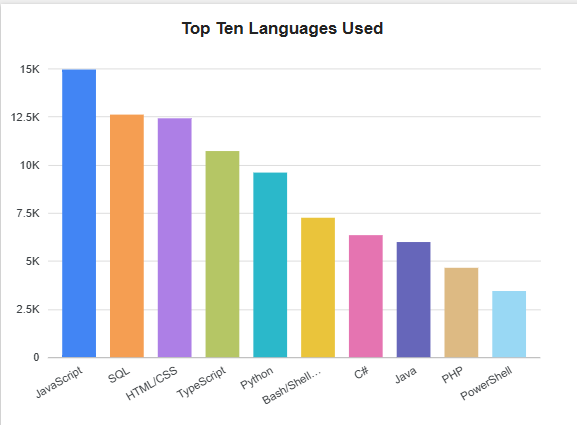 Top Ten Languages Used
15K
12.5K
10K
7.5K
5K
2.5K
0
JavaScript
SQL
HTML/CSS
TypeScript
Python
Bash/Shell…
C#
Java
PHP
PowerShell